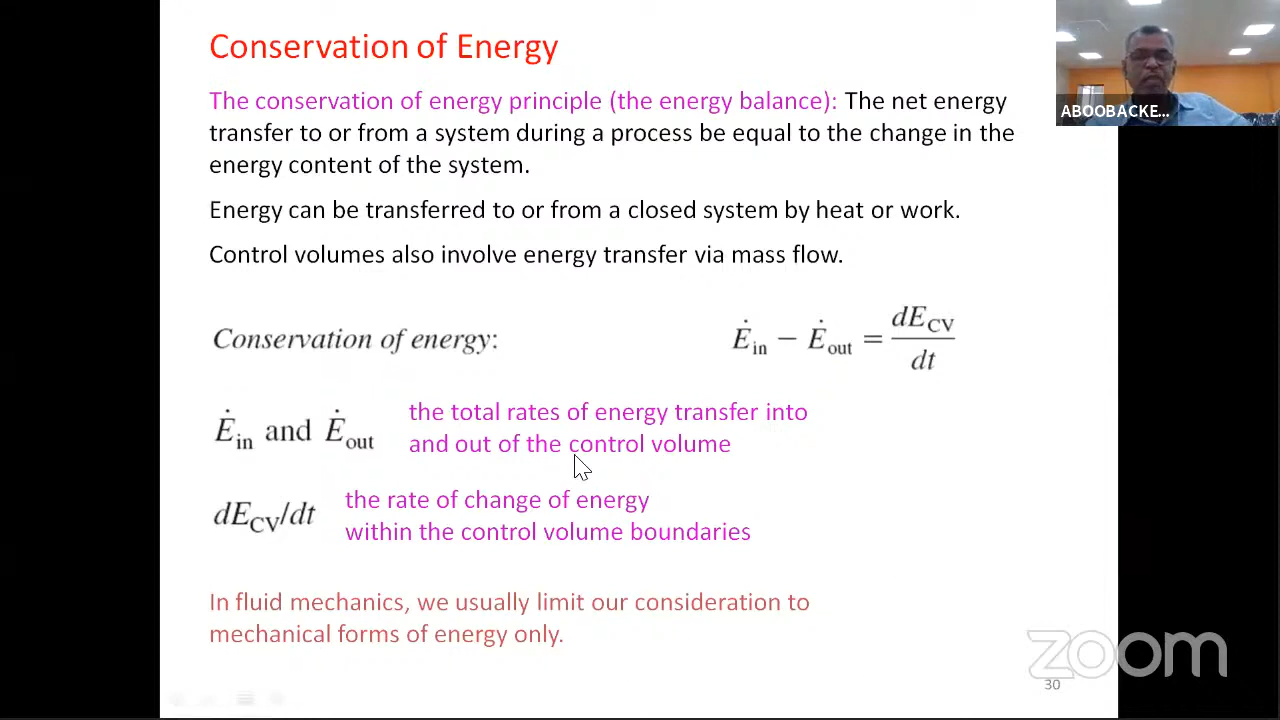 Conservation of Energy
The conservation of energy principle (the energy balance): The net energy
transfer to or from a system during a process be equal to the change in the
energy content of the system.
Energy can be transferred to or from a closed system by heat or work.
Control volumes also involve energy transfer via mass flow.
Conservation of energy: Ė_in − Ė_out = dE_CV/dt
Ė_in and Ė_out the total rates of energy transfer into
and out of the control volume
dE_CV/dt the rate of change of energy
within the control volume boundaries
In fluid mechanics, we usually limit our consideration to
mechanical forms of energy only.
30
ABOOBACKE...
zoom